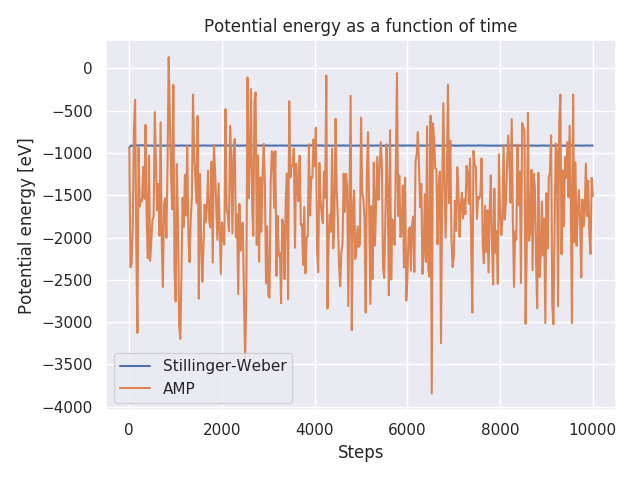 Potential energy as a function of time
Potential energy [eV]
0
−500
−1000
−1500
−2000
−2500
−3000
−3500
−4000
Stillinger-Weber
AMP
0 2000 4000 6000 8000 10000
Steps